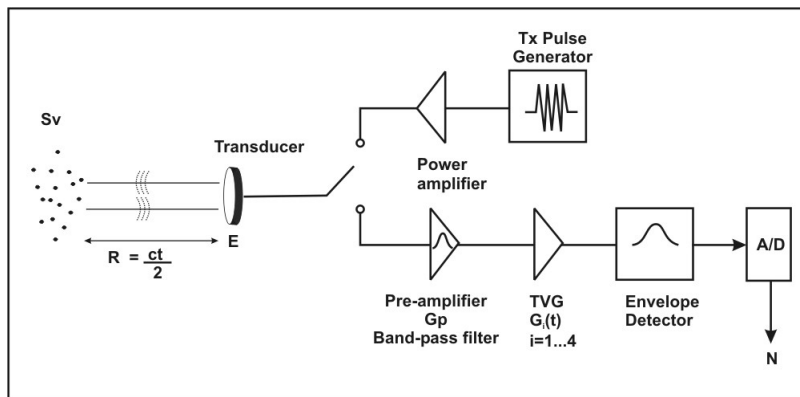 Tx Pulse
Generator
Sv
Transducer
Power
amplifier
E
R = ct/2
A/D
Pre-amplifier
Gp
Band-pass filter
TVG
Gi(t)
i=1...4
Envelope
Detector
N